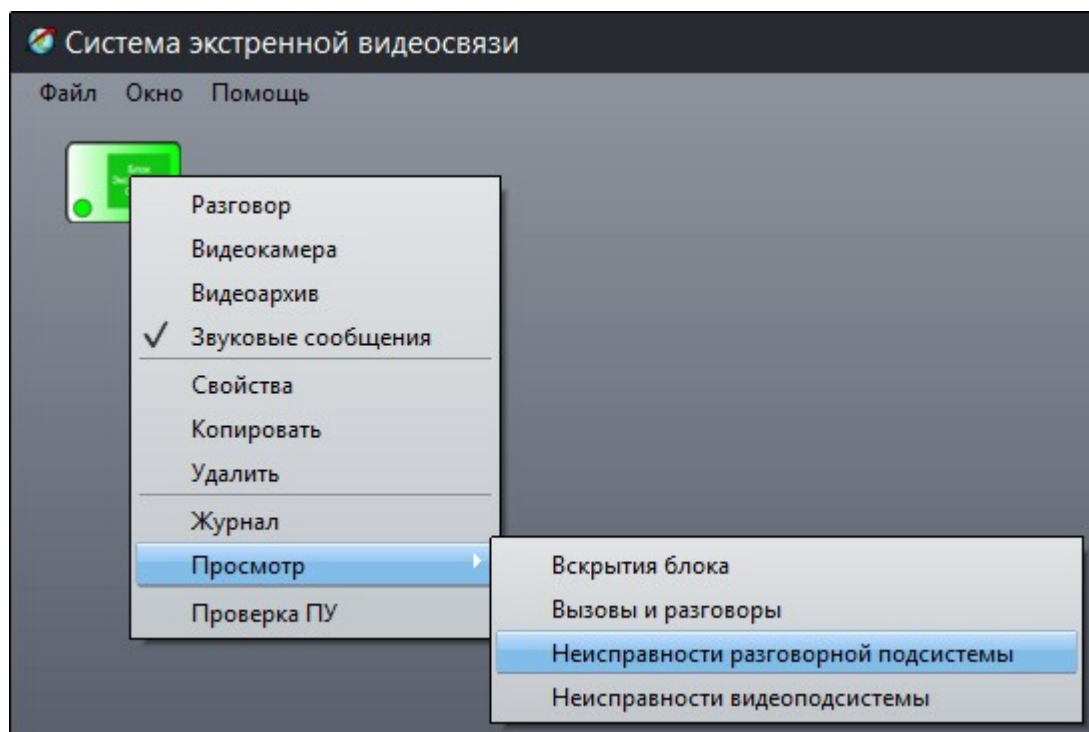 Система экстренной видеосвязи
Файл Окно Помощь
Блок
Разговор
Видеокамера
Видеоархив
Звуковые сообщения
Свойства
Копировать
Удалить
Журнал
Просмотр
Проверка ПУ
Вскрытия блока
Вызовы и разговоры
Неисправности разговорной подсистемы
Неисправности видеоподсистемы